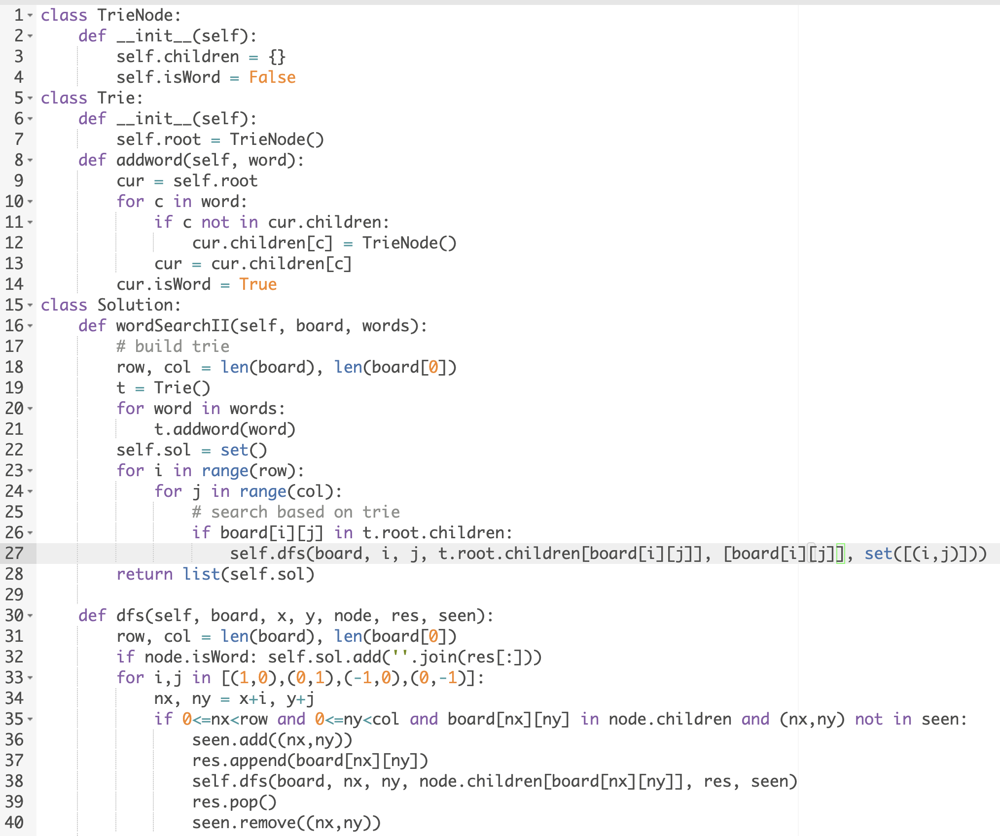 1 class TrieNode:
2     def __init__(self):
3         self.children = {}
4         self.isWord = False
5 class Trie:
6     def __init__(self):
7         self.root = TrieNode()
8     def addword(self, word):
9         cur = self.root
10         for c in word:
11             if c not in cur.children:
12                 cur.children[c] = TrieNode()
13             cur = cur.children[c]
14         cur.isWord = True
15 class Solution:
16     def wordSearchII(self, board, words):
17         # build trie
18         row, col = len(board), len(board[0])
19         t = Trie()
20         for word in words:
21             t.addword(word)
22         self.sol = set()
23         for i in range(row):
24             for j in range(col):
25                 # search based on trie
26                 if board[i][j] in t.root.children:
27                     self.dfs(board, i, j, t.root.children[board[i][j]], [board[i][j]], set([(i,j)]))
28         return list(self.sol)
29
30     def dfs(self, board, x, y, node, res, seen):
31         row, col = len(board), len(board[0])
32         if node.isWord: self.sol.add(''.join(res[:]))
33         for i,j in [(1,0),(0,1),(-1,0),(0,-1)]:
34             nx, ny = x+i, y+j
35             if 0<=nx<row and 0<=ny<col and board[nx][ny] in node.children and (nx,ny) not in seen:
36                 seen.add((nx,ny))
37                 res.append(board[nx][ny])
38                 self.dfs(board, nx, ny, node.children[board[nx][ny]], res, seen)
39                 res.pop()
40                 seen.remove((nx,ny))